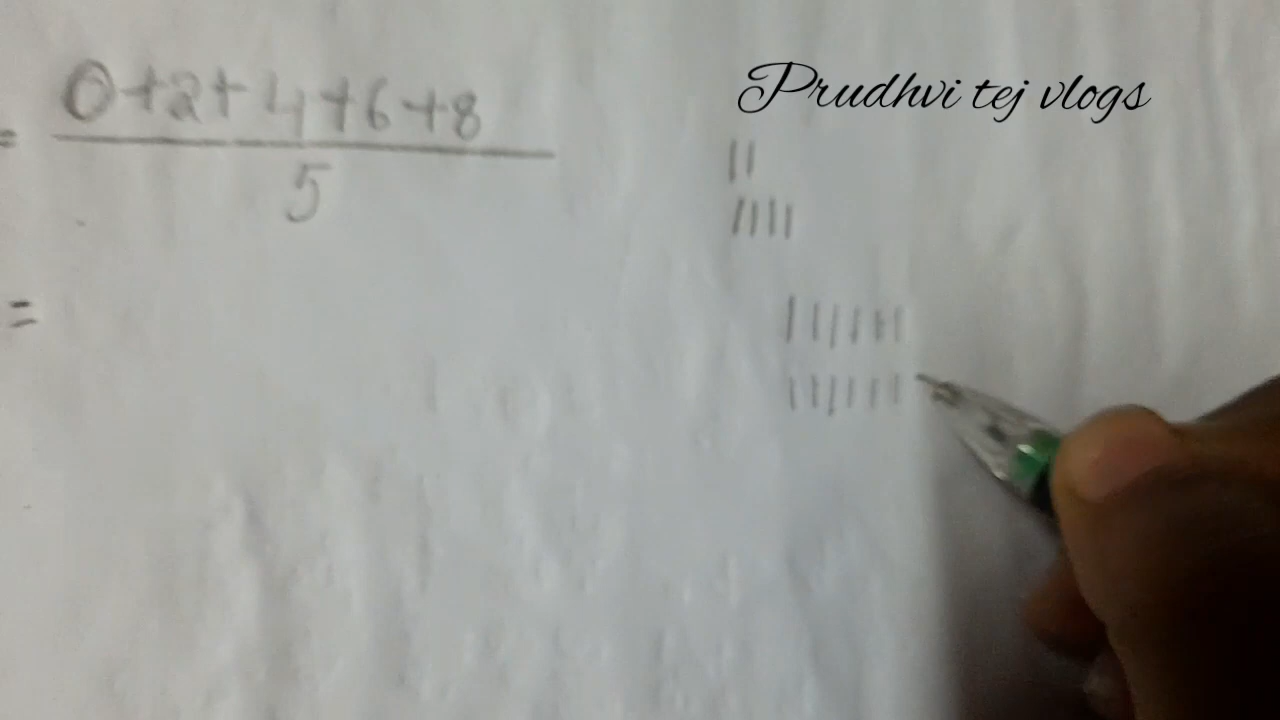 Prudhvi tej vlogs
= 0+2+4+6+8
5
=